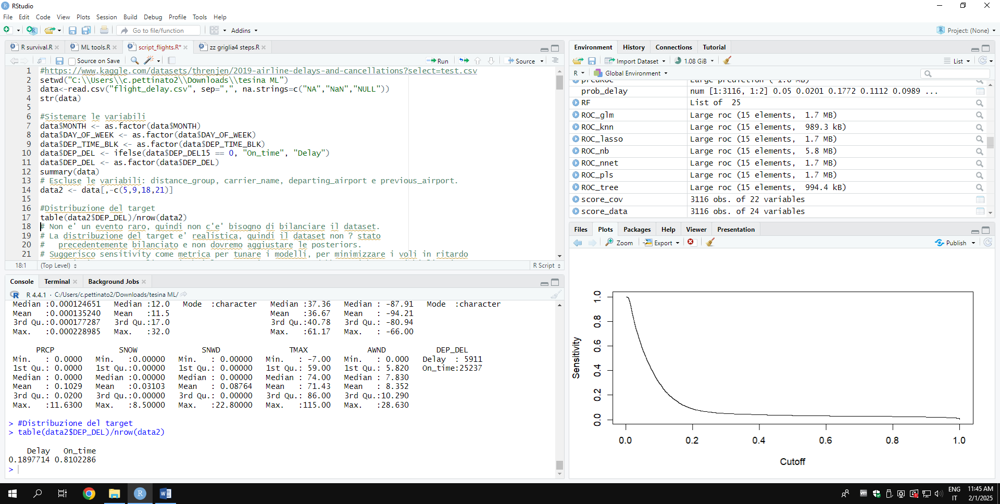 RStudio
File Edit Code View Plots Session Build Debug Profile Tools Help
Go to file/function Addins Project: (None)
R survival.R ML tools.R script_flights.R* zz griglia4 steps.R
Source on Save Run Source
1 #https://www.kaggle.com/datasets/threnjen/2019-airline-delays-and-cancellations?select=test.csv
2 setwd("C:\\Users\\c.pettinato2\\Downloads\\tesina ML")
3 data<-read.csv("flight_delay.csv", sep=",", na.strings=c("NA","NaN","NULL"))
4 str(data)
5
6 #Sistemare le variabili
7 data$MONTH <- as.factor(data$MONTH)
8 data$DAY_OF_WEEK <- as.factor(data$DAY_OF_WEEK)
9 data$DEP_TIME_BLK <- as.factor(data$DEP_TIME_BLK)
10 data$DEP_DEL <- ifelse(data$DEP_DEL15 == 0, "On_time", "Delay")
11 data$DEP_DEL <- as.factor(data$DEP_DEL)
12 summary(data)
13 # Escluse le variabili: distance_group, carrier_name, departing_airport e previous_airport.
14 data2 <- data[,-c(5,9,18,21)]
15
16 #Distribuzione del target
17 table(data2$DEP_DEL)/nrow(data2)
18 # Non e' un evento raro, quindi non c'e' bisogno di bilanciare il dataset.
19 # La distribuzione del target e' realistica, quindi il dataset non ? stato
20 #   precedentemente bilanciato e non dovremo aggiustare le posteriors.
21 # Suggerisco sensitivity come metrica per tunare i modelli, per minimizzare i voli in ritardo
18:1 (Top Level) R Script
Console Terminal Background Jobs
R 4.4.1 · C:/Users/c.pettinato2/Downloads/tesina ML/
Median :0.000124651 Median :12.0 Mode :character Median :37.36 Median : -87.91 Mode :character
Mean :0.000135240 Mean :11.5 Mean :36.67 Mean : -94.21
3rd Qu.:0.000177287 3rd Qu.:17.0 3rd Qu.:40.78 3rd Qu.: -80.94
Max. :0.000228985 Max. :32.0 Max. :61.17 Max. : -66.00
PRCP SNOW SNWD TMAX AWND DEP_DEL
Min. : 0.0000 Min. :0.00000 Min. : 0.00000 Min. : -7.00 Min. : 0.000 Delay : 5911
1st Qu.: 0.0000 1st Qu.:0.00000 1st Qu.: 0.00000 1st Qu.: 59.00 1st Qu.: 5.820 On_time:25237
Median : 0.0000 Median :0.00000 Median : 0.00000 Median : 74.00 Median : 7.830
Mean : 0.1029 Mean :0.03103 Mean : 0.08764 Mean : 71.43 Mean : 8.352
3rd Qu.: 0.0200 3rd Qu.:0.00000 3rd Qu.: 0.00000 3rd Qu.: 86.00 3rd Qu.:10.290
Max. :11.6300 Max. :8.50000 Max. :22.80000 Max. :115.00 Max. :28.630
> #Distribuzione del target
> table(data2$DEP_DEL)/nrow(data2)
Delay On_time
0.1897714 0.8102286
>
Environment History Connections Tutorial
Import Dataset 1.08 GiB List
R Global Environment
prob_delay num [1:3116, 1:2] 0.05 0.0201 0.1772 0.1112 0.0989 ...
RF List of 25
ROC_glm Large roc (15 elements, 1.7 MB)
ROC_knn Large roc (15 elements, 989.3 kB)
ROC_lasso Large roc (15 elements, 1.7 MB)
ROC_nb Large roc (15 elements, 5.8 MB)
ROC_nnet Large roc (15 elements, 1.7 MB)
ROC_pls Large roc (15 elements, 1.7 MB)
ROC_tree Large roc (15 elements, 994.4 kB)
score_cov 3116 obs. of 22 variables
score_data 3116 obs. of 24 variables
Files Plots Packages Help Viewer Presentation
Zoom Export Publish
1.0
0.8
0.6
0.4
0.2
0.0
Sensitivity
0.0 0.2 0.4 0.6 0.8 1.0
Cutoff
ENG
IT
11:45 AM
2/1/2025